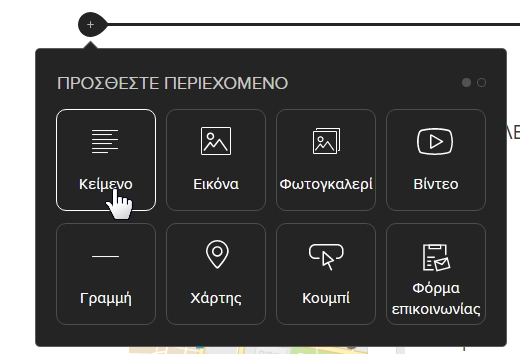 ΠΡΟΣΘΕΣΤΕ ΠΕΡΙΕΧΟΜΕΝΟ
Κείμενο
Εικόνα
Φωτογκαλερί
Βίντεο
Γραμμή
Χάρτης
Κουμπί
Φόρμα
επικοινωνίας